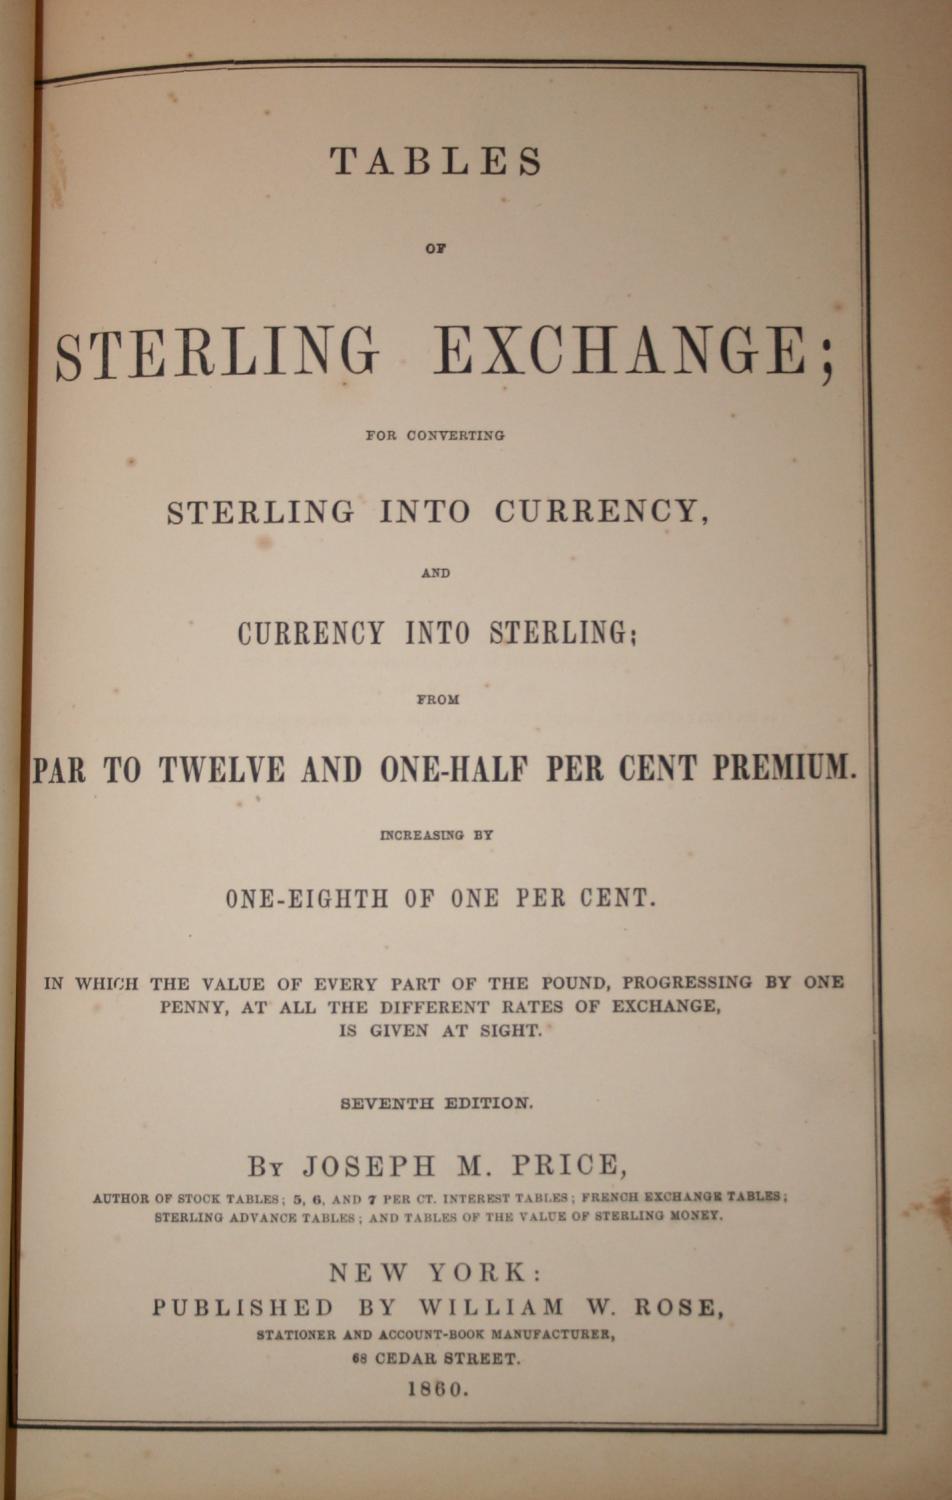 TABLES
OF
STERLING EXCHANGE;
FOR CONVERTING
STERLING INTO CURRENCY,
AND
CURRENCY INTO STERLING;
FROM
PAR TO TWELVE AND ONE-HALF PER CENT PREMIUM.
INCREASING BY
ONE-EIGHTH OF ONE PER CENT.
IN WHICH THE VALUE OF EVERY PART OF THE POUND, PROGRESSING BY ONE
PENNY, AT ALL THE DIFFERENT RATES OF EXCHANGE,
IS GIVEN AT SIGHT.
SEVENTH EDITION.
BY JOSEPH M. PRICE,
AUTHOR OF STOCK TABLES; 5, 6, AND 7 PER CT. INTEREST TABLES; FRENCH EXCHANGE TABLES;
STERLING ADVANCE TABLES; AND TABLES OF THE VALUE OF STERLING MONEY.
NEW YORK:
PUBLISHED BY WILLIAM W. ROSE,
STATIONER AND ACCOUNT-BOOK MANUFACTURER,
68 CEDAR STREET.
1860.